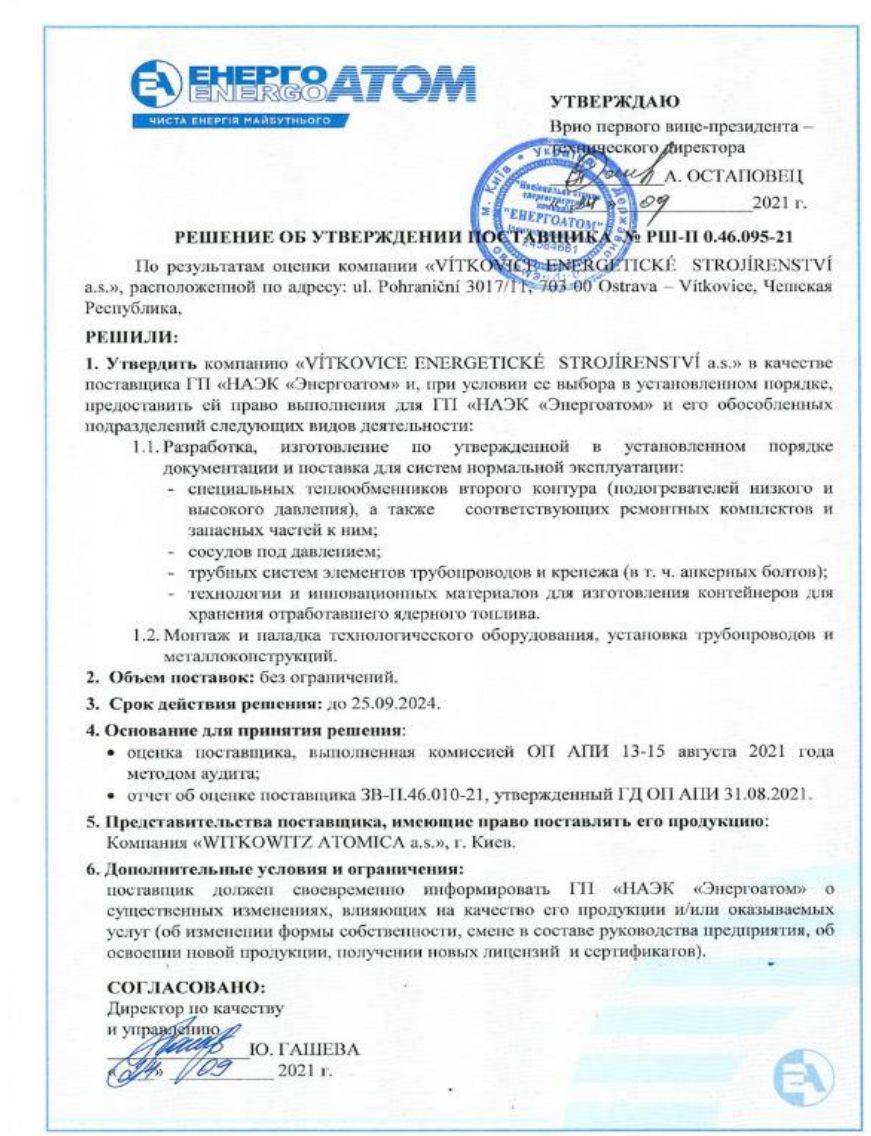 ЕНЕРГО
ENERGO АТОМ
ЧИСТА ЕНЕРГІЯ МАЙБУТНЬОГО
УТВЕРЖДАЮ
Врио первого вице-президента –
технического директора
А. ОСТАПОВЕЦ
« 24 » 09 2021 г.
м. Київ * Україна * Державне
"Національна атомна
енергогенеруюча
компанія
"ЕНЕРГОАТОМ"
24584661
РЕШЕНИЕ ОБ УТВЕРЖДЕНИИ ПОСТАВЩИКА № РШ-П 0.46.095-21
По результатам оценки компании «VÍTKOVICE ENERGETICKÉ STROJÍRENSTVÍ
a.s.», расположенной по адресу: ul. Pohraniční 3017/11, 703 00 Ostrava – Vítkovice, Чешская
Республика,
РЕШИЛИ:
1. Утвердить компанию «VÍTKOVICE ENERGETICKÉ STROJÍRENSTVÍ a.s.» в качестве
поставщика ГП «НАЭК «Энергоатом» и, при условии ее выбора в установленном порядке,
предоставить ей право выполнения для ГП «НАЭК «Энергоатом» и его обособленных
подразделений следующих видов деятельности:
1.1. Разработка, изготовление по утвержденной в установленном порядке
документации и поставка для систем нормальной эксплуатации:
- специальных теплообменников второго контура (подогревателей низкого и
высокого давления), а также соответствующих ремонтных комплектов и
запасных частей к ним;
- сосудов под давлением;
- трубных систем элементов трубопроводов и крепежа (в т. ч. анкерных болтов);
- технологии и инновационных материалов для изготовления контейнеров для
хранения отработавшего ядерного топлива.
1.2. Монтаж и наладка технологического оборудования, установка трубопроводов и
металлоконструкций.
2. Объем поставок: без ограничений.
3. Срок действия решения: до 25.09.2024.
4. Основание для принятия решения:
• оценка поставщика, выполненная комиссией ОП АПИ 13-15 августа 2021 года
методом аудита;
• отчет об оценке поставщика ЗВ-П.46.010-21, утвержденный ГД ОП АПИ 31.08.2021.
5. Представительства поставщика, имеющие право поставлять его продукцию:
Компания «WITKOWITZ ATOMICA a.s.», г. Киев.
6. Дополнительные условия и ограничения:
поставщик должен своевременно информировать ГП «НАЭК «Энергоатом» о
существенных изменениях, влияющих на качество его продукции и/или оказываемых
услуг (об изменении формы собственности, смене в составе руководства предприятия, об
освоении новой продукции, получении новых лицензий и сертификатов).
СОГЛАСОВАНО:
Директор по качеству
и управлению
Ю. ГАШЕВА
« 24 » 09 2021 г.